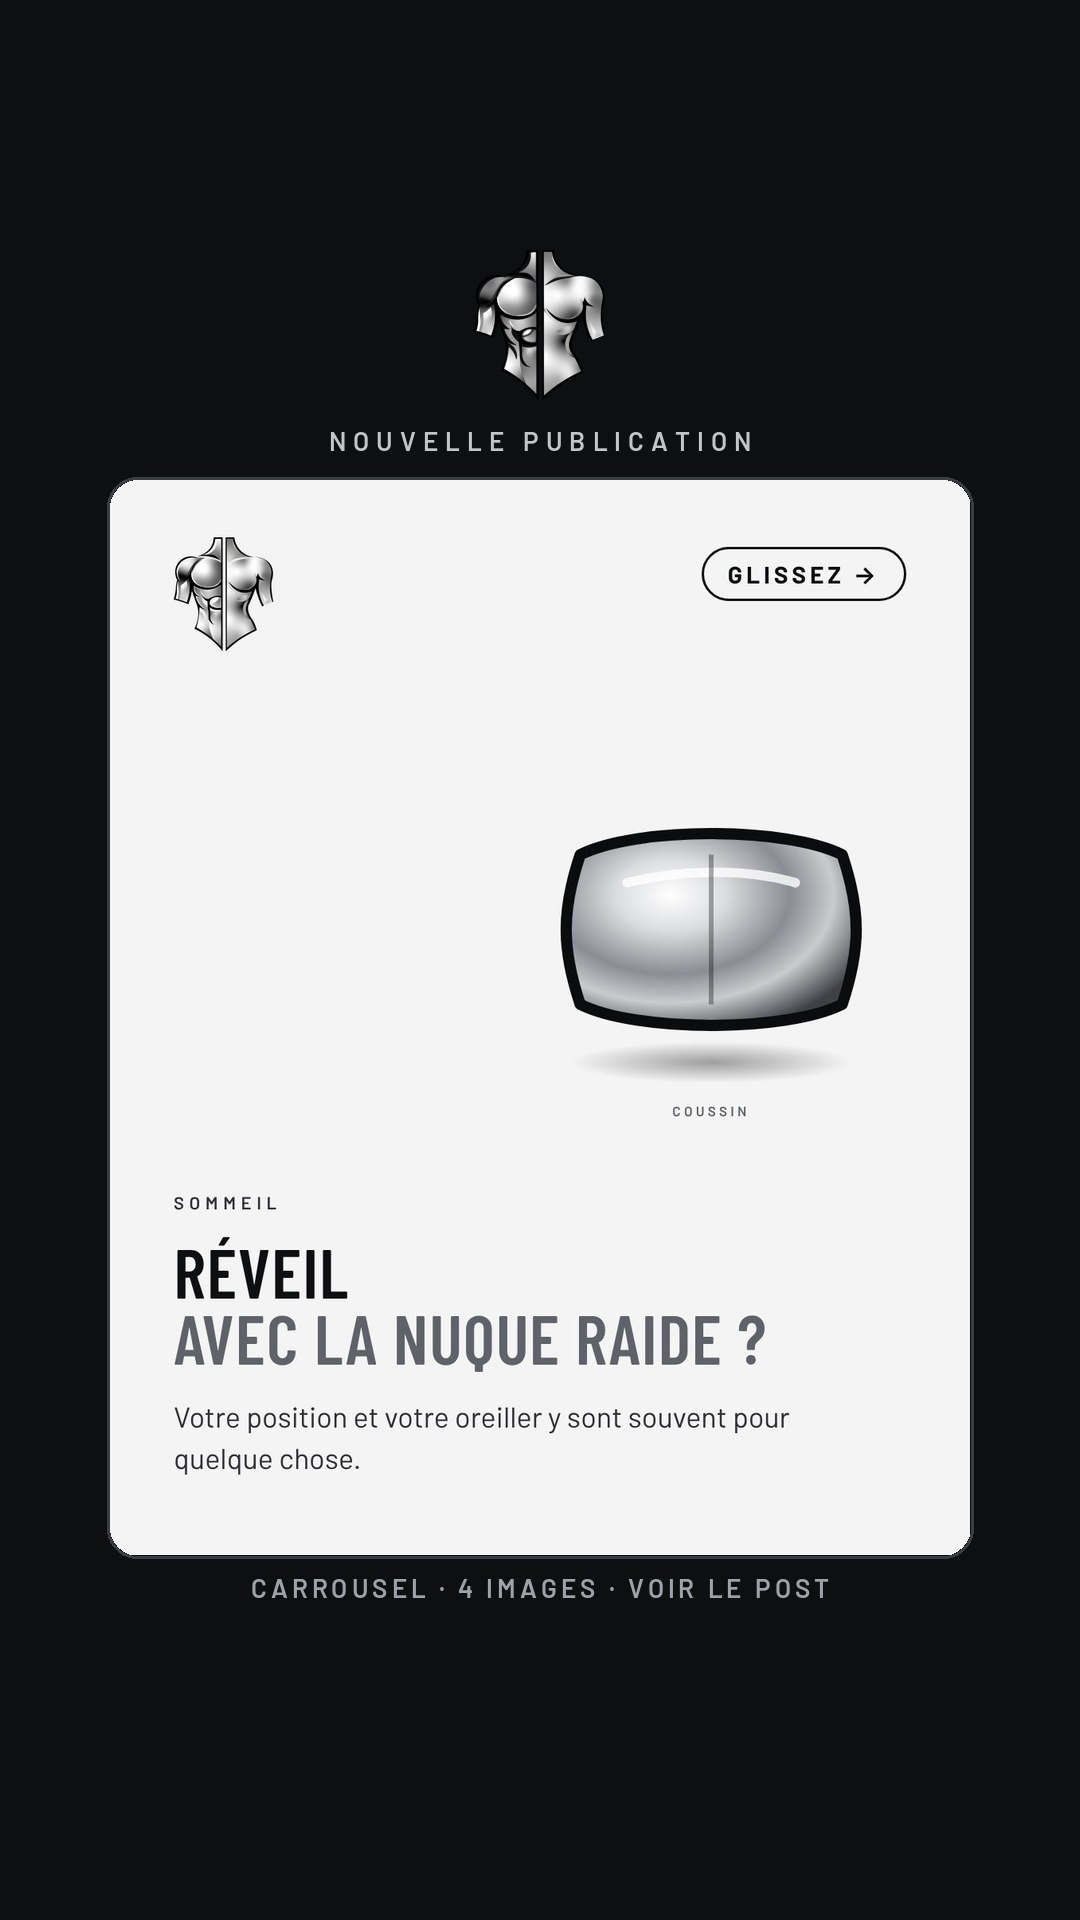 NOUVELLE PUBLICATION
GLISSEZ →
COUSSIN
SOMMEIL
RÉVEIL
AVEC LA NUQUE RAIDE ?
Votre position et votre oreiller y sont souvent pour
quelque chose.
CARROUSEL · 4 IMAGES · VOIR LE POST